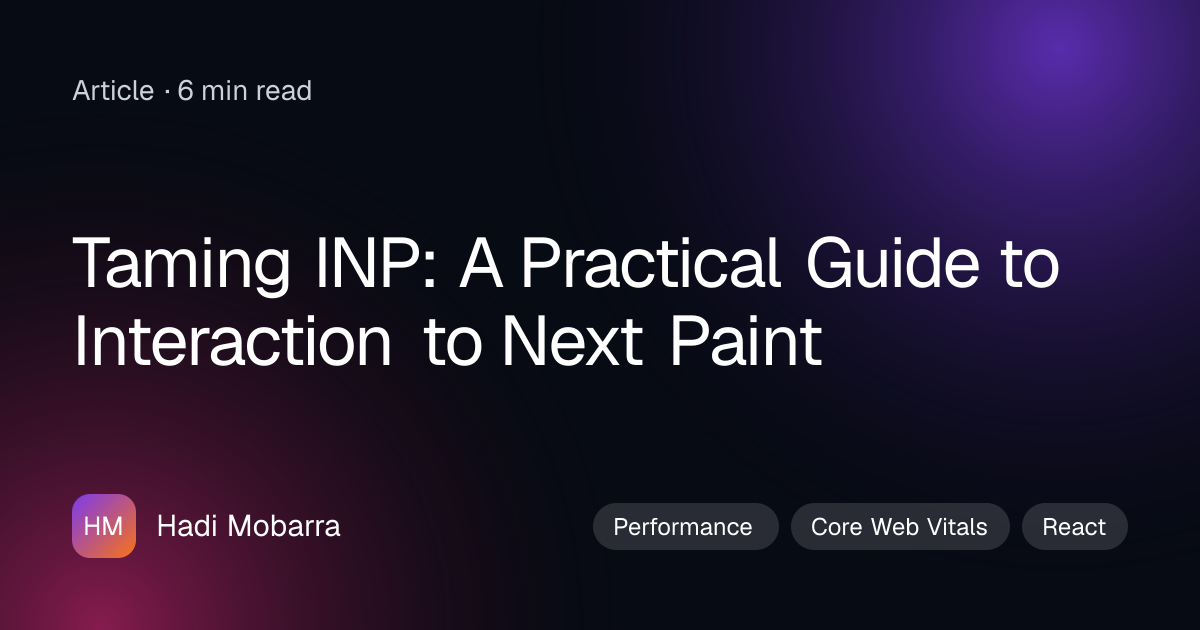 Article · 6 min read
Taming INP: A Practical Guide to
Interaction to Next Paint
HM
Hadi Mobarra
Performance
Core Web Vitals
React